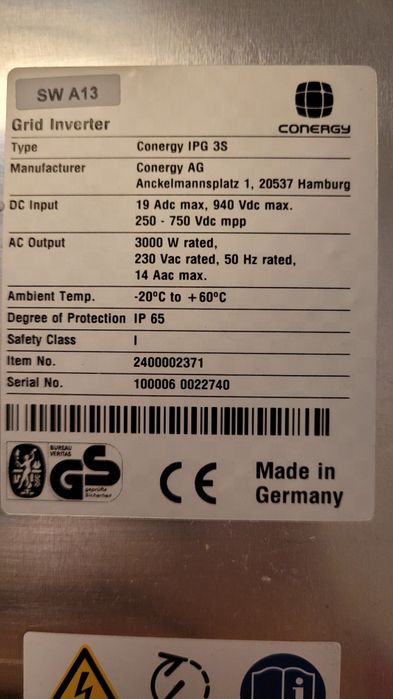 SW A13
CONERGY
Grid Inverter
Type Conergy IPG 3S
Manufacturer Conergy AG
Anckelmannsplatz 1, 20537 Hamburg
DC Input 19 Adc max, 940 Vdc max.
250 - 750 Vdc mpp
AC Output 3000 W rated,
230 Vac rated, 50 Hz rated,
14 Aac max.
Ambient Temp. -20°C to +60°C
Degree of Protection IP 65
Safety Class I
Item No. 2400002371
Serial No. 100006 0022740
BUREAU
VERITAS
GS
geprüfte
Sicherheit
CE
Made in
Germany